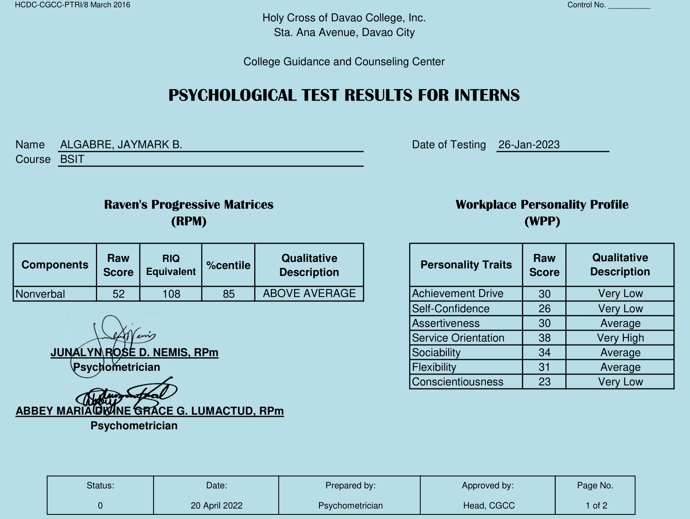 HCDC-CGCC-PTRI/8 March 2016
Control No. __________
Holy Cross of Davao College, Inc.
Sta. Ana Avenue, Davao City
College Guidance and Counseling Center
PSYCHOLOGICAL TEST RESULTS FOR INTERNS
Name ALGABRE, JAYMARK B. Date of Testing 26-Jan-2023
Course BSIT
Raven's Progressive Matrices
(RPM)
Components Raw Score RIQ Equivalent %centile Qualitative Description
Nonverbal 52 108 85 ABOVE AVERAGE
JUNALYN ROSE D. NEMIS, RPm
Psychometrician
ABBEY MARIA DIVINE GRACE G. LUMACTUD, RPm
Psychometrician
Workplace Personality Profile
(WPP)
Personality Traits Raw Score Qualitative Description
Achievement Drive 30 Very Low
Self-Confidence 26 Very Low
Assertiveness 30 Average
Service Orientation 38 Very High
Sociability 34 Average
Flexibility 31 Average
Conscientiousness 23 Very Low
Status: Date: Prepared by: Approved by: Page No.
0 20 April 2022 Psychometrician Head, CGCC 1 of 2